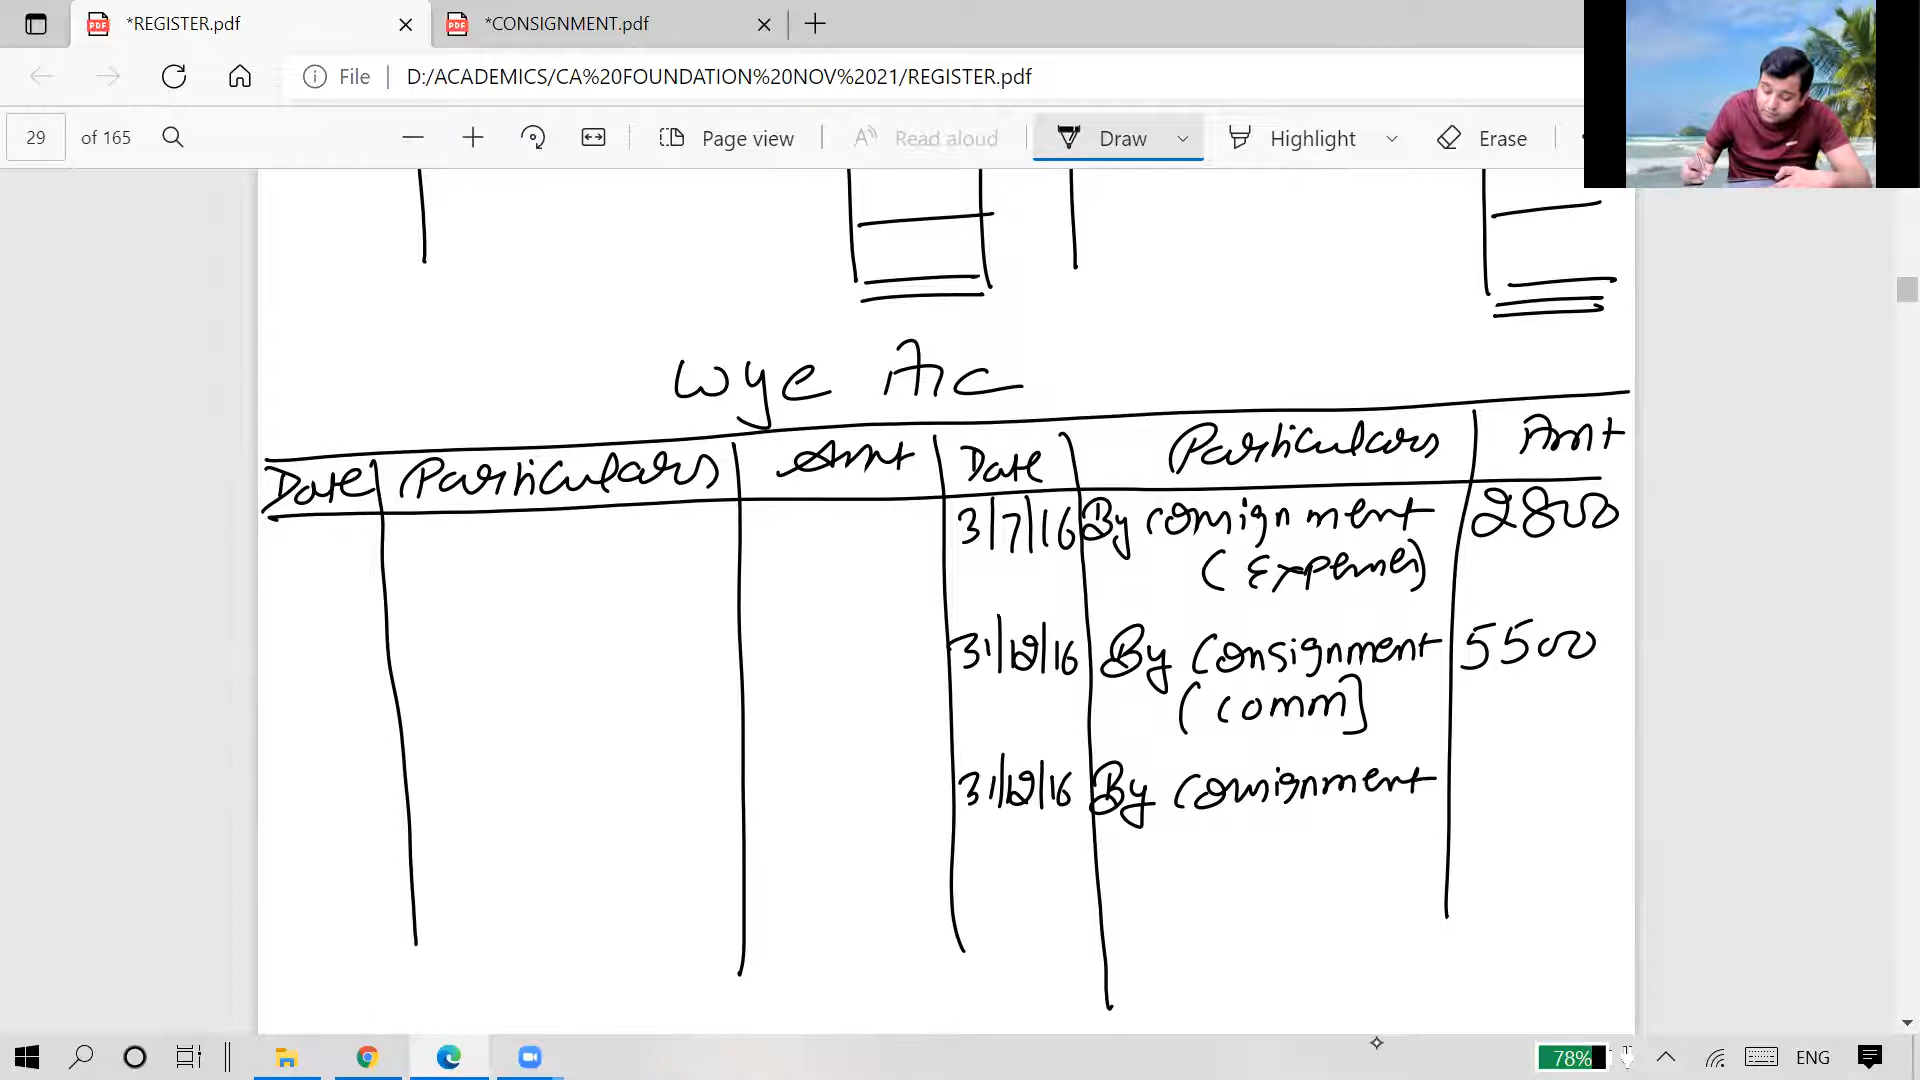 *REGISTER.pdf
*CONSIGNMENT.pdf
File
D:/ACADEMICS/CA%20FOUNDATION%20NOV%2021/REGISTER.pdf
29 of 165
Page view
Read aloud
Draw
Highlight
Erase
Wye A/c
Date Particulars Amt Date Particulars Amt
3/7/16 By consignment 2800
(Expenses)
31/12/16 By consignment 5500
(comm]
31/12/16 By consignment
78%
ENG